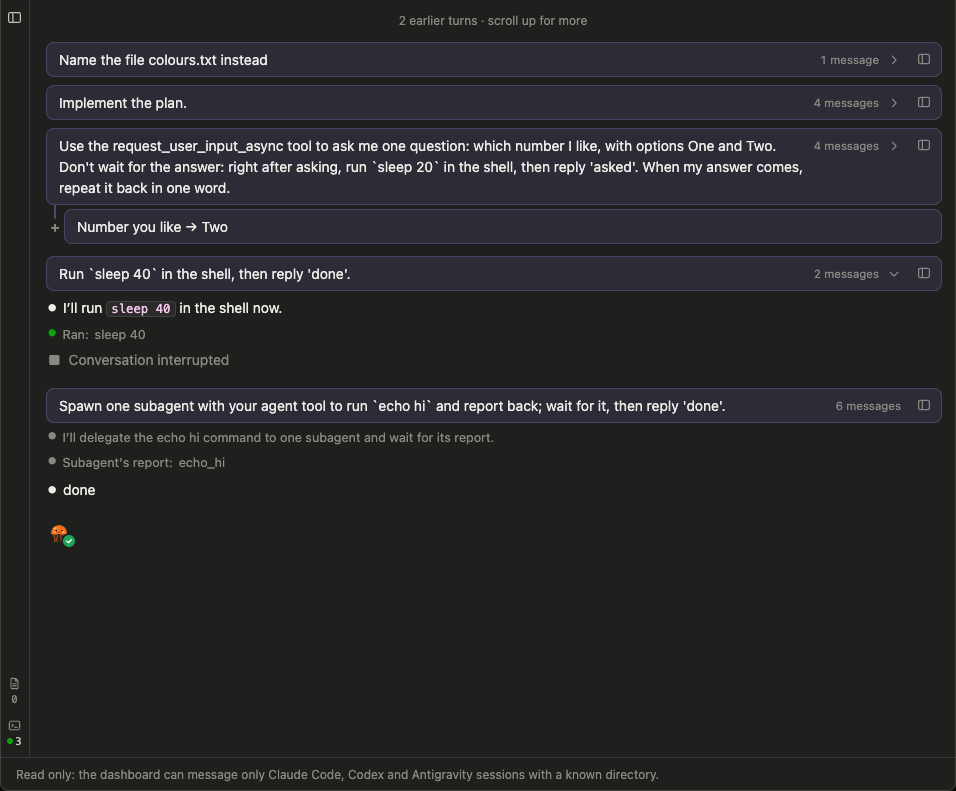 2 earlier turns · scroll up for more
Name the file colours.txt instead
1 message
Implement the plan.
4 messages
Use the request_user_input_async tool to ask me one question: which number I like, with options One and Two.
4 messages
Don't wait for the answer: right after asking, run `sleep 20` in the shell, then reply 'asked'. When my answer comes,
repeat it back in one word.
Number you like → Two
Run `sleep 40` in the shell, then reply 'done'.
2 messages
I'll run sleep 40 in the shell now.
Ran: sleep 40
Conversation interrupted
Spawn one subagent with your agent tool to run `echo hi` and report back; wait for it, then reply 'done'.
6 messages
I'll delegate the echo hi command to one subagent and wait for its report.
Subagent's report: echo_hi
done
0
3
Read only: the dashboard can message only Claude Code, Codex and Antigravity sessions with a known directory.